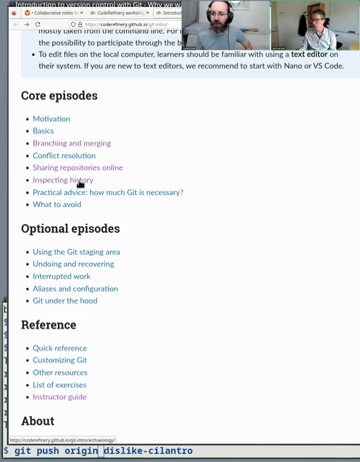 Introduction to version control with Git - Why we w
Collaborative notes
CodeRefinery worksho
Introduct
https://coderefinery.github.io/git-intro/
mostly taken from the command line. For
the possibility to participate through the b
To edit files on the local computer, learners should be familiar with using a text editor on
their system. If you are new to text editors, we recommend to start with Nano or VS Code.
Core episodes
Motivation
Basics
Branching and merging
Conflict resolution
Sharing repositories online
Inspecting history
Practical advice: how much Git is necessary?
What to avoid
Optional episodes
Using the Git staging area
Undoing and recovering
Interrupted work
Aliases and configuration
Git under the hood
Reference
Quick reference
Customizing Git
Other resources
List of exercises
Instructor guide
About
https://coderefinery.github.io/git-intro/archaeology/
$ git push origin dislike-cilantro